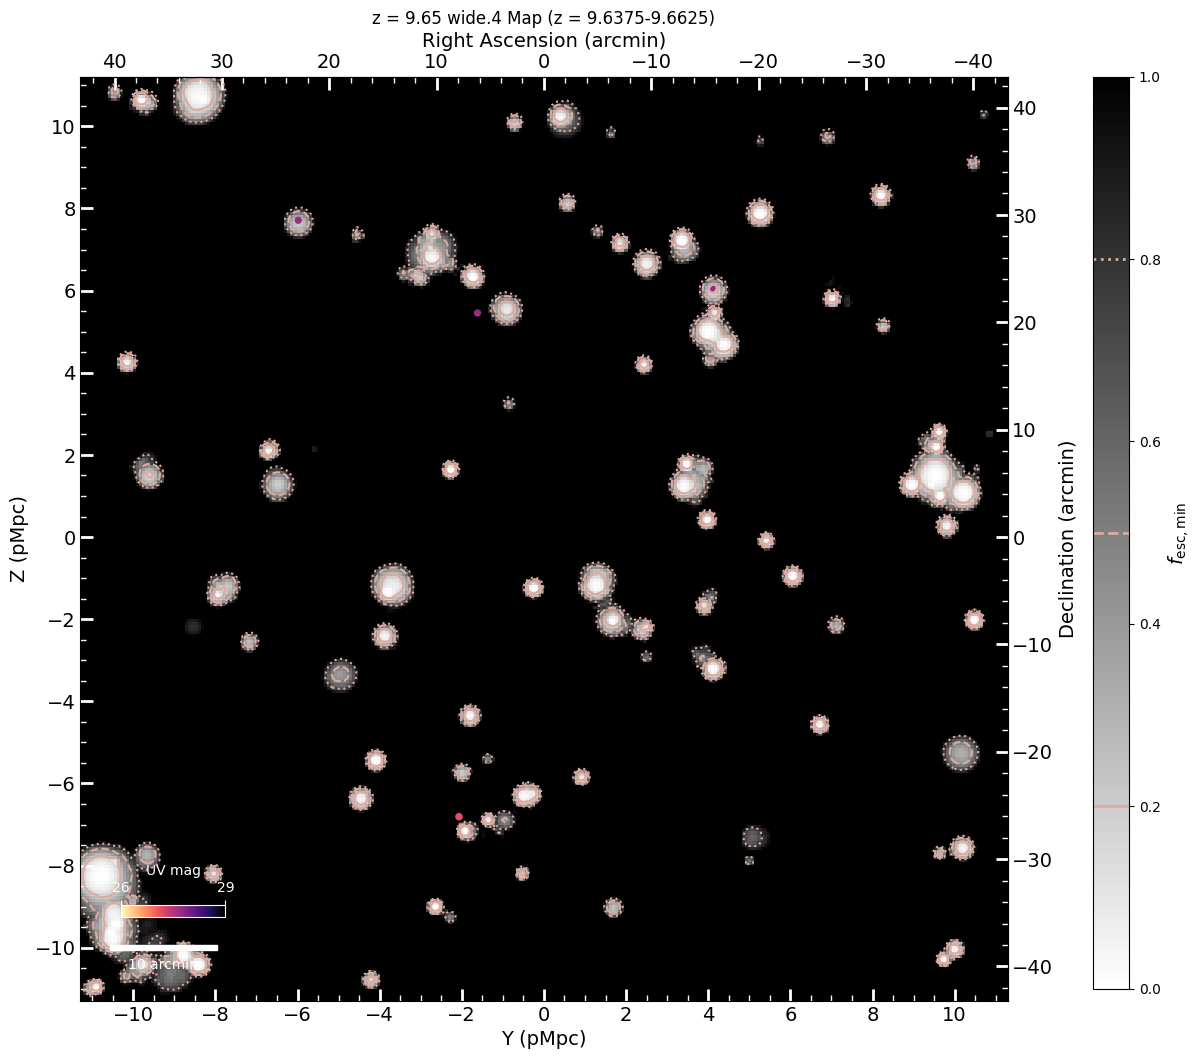 z = 9.65 wide.4 Map (z = 9.6375-9.6625)
Right Ascension (arcmin)
40 30 20 10 0 −10 −20 −30 −40
10
8
6
4
2
0
−2
−4
−6
−8
−10
Z (pMpc)
UV mag
26 29
10 arcmin
−10 −8 −6 −4 −2 0 2 4 6 8 10
Y (pMpc)
40
30
20
10
0
−10
−20
−30
−40
Declination (arcmin)
1.0
0.8
0.6
0.4
0.2
0.0
fesc,min